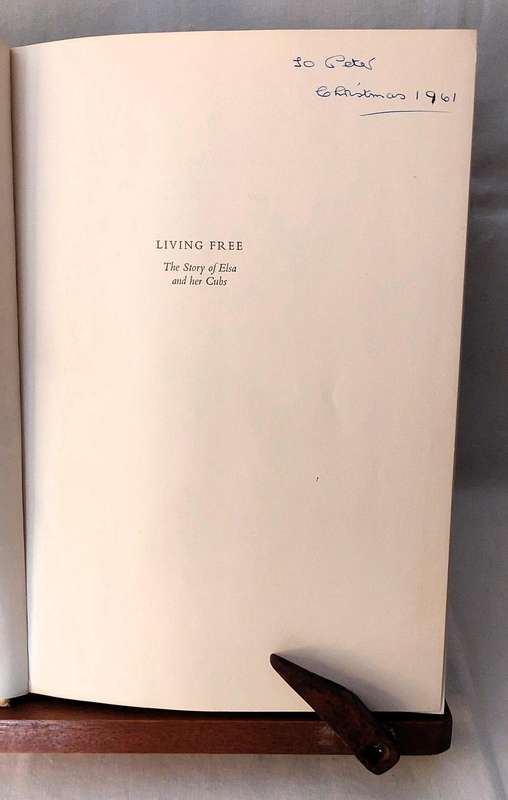 To Peter
Christmas 1961
LIVING FREE
The Story of Elsa
and her Cubs